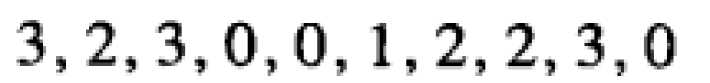 3, 2, 3, 0, 0, 1, 2, 2, 3, 0